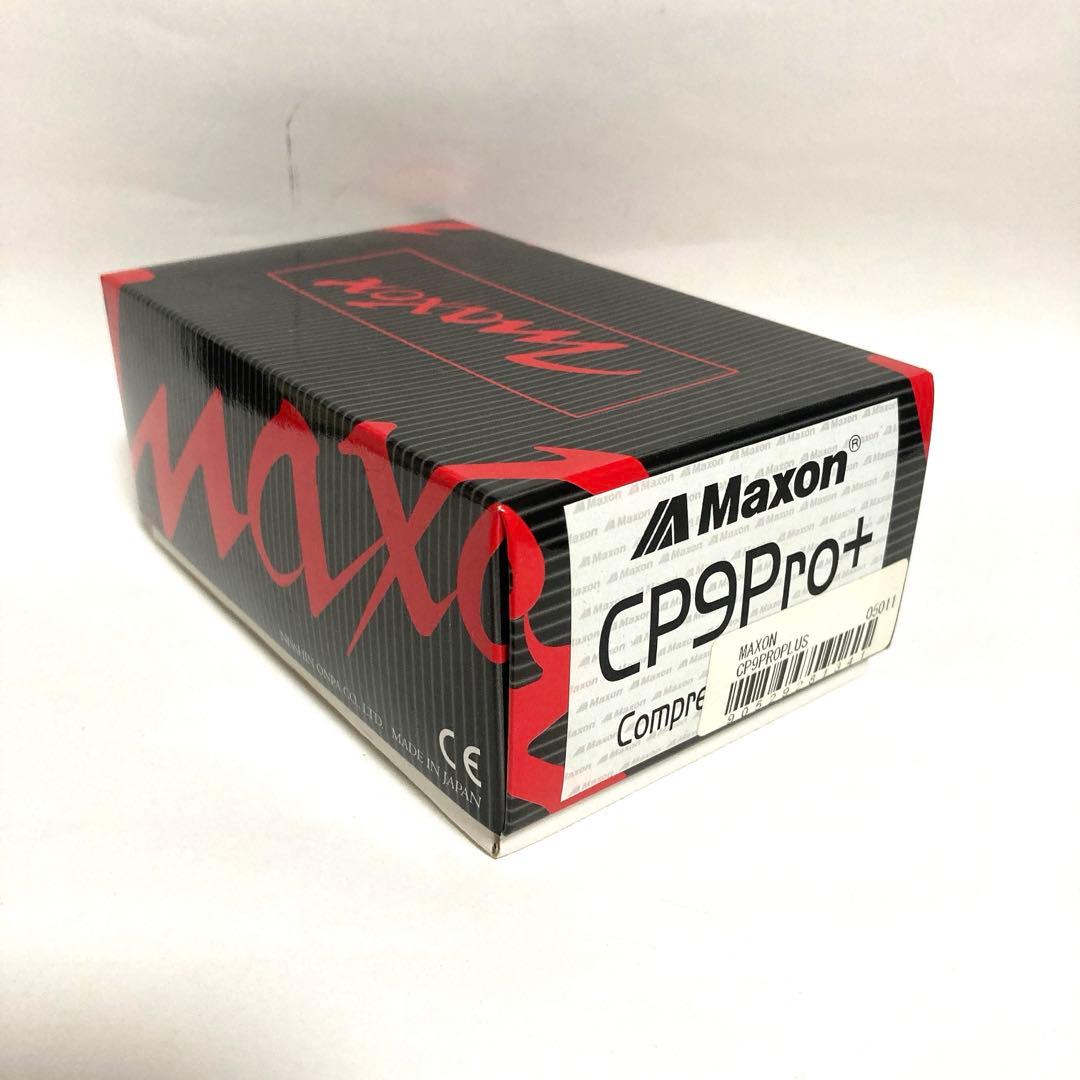 Maxon
maxo
NISSHIN ONPA CO., LTD. MADE IN JAPAN
CE
Maxon®
CP9Pro+
Compre
MAXON
CP9PROPLUS
05011